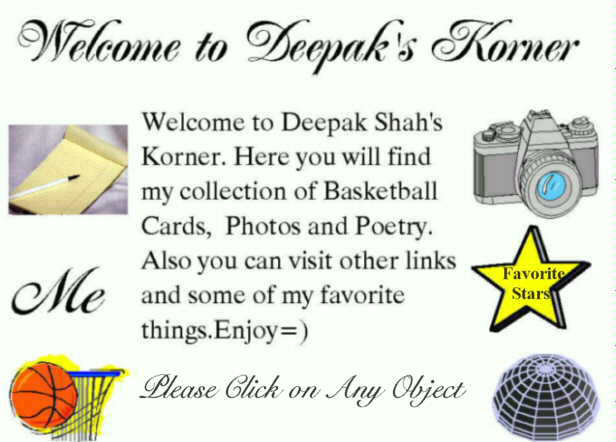 Welcome to Deepak's Korner
Welcome to Deepak Shah's
Korner. Here you will find
my collection of Basketball
Cards, Photos and Poetry.
Also you can visit other links
and some of my favorite
things.Enjoy=)
Me
Favorite
Stars
Please Click on Any Object